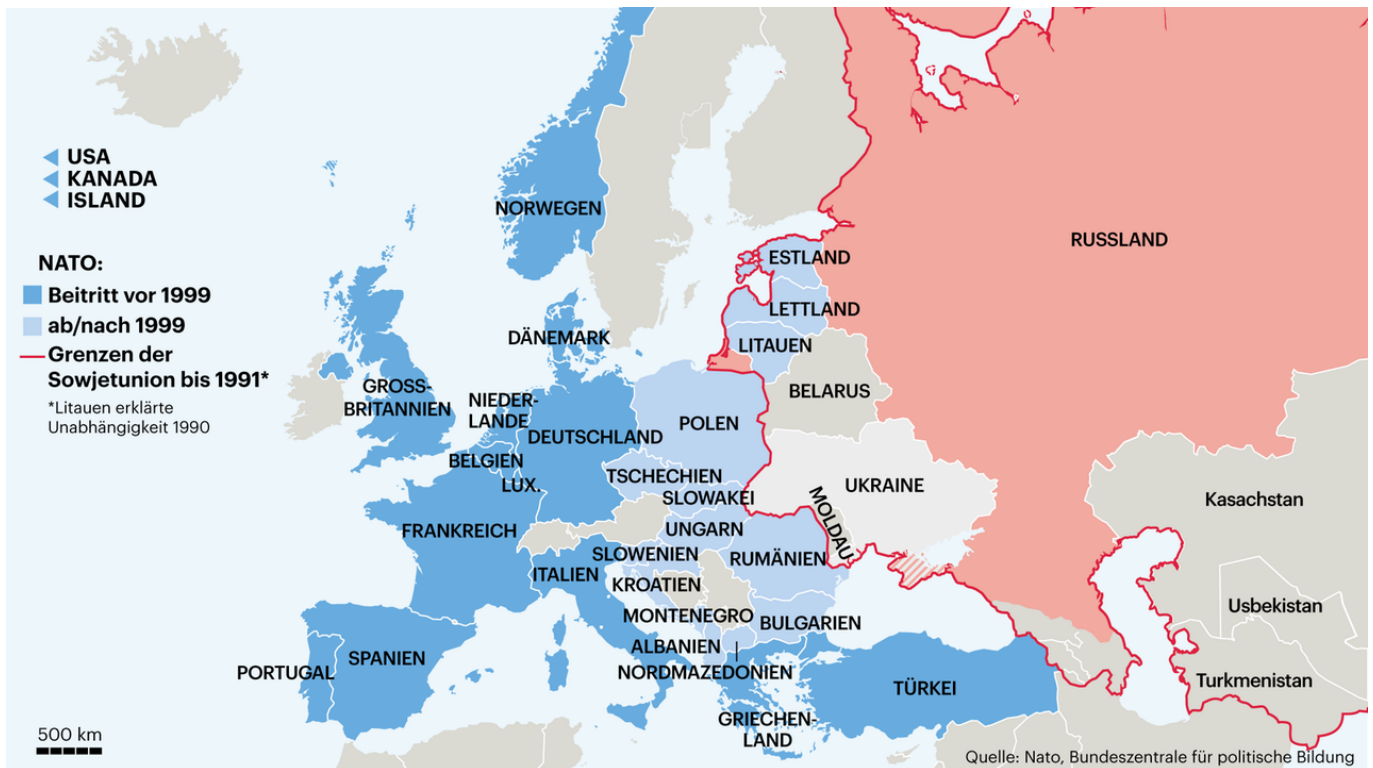 USA
KANADA
ISLAND
NATO:
Beitritt vor 1999
ab/nach 1999
Grenzen der
Sowjetunion bis 1991*
*Litauen erklärte
Unabhängigkeit 1990
NORWEGEN
RUSSLAND
ESTLAND
LETTLAND
LITAUEN
DÄNEMARK
BELARUS
GROSS-
BRITANNIEN
NIEDER-
LANDE
DEUTSCHLAND
POLEN
BELGIEN
LUX.
TSCHECHIEN
SLOWAKEI
UKRAINE
MOLDAU
Kasachstan
FRANKREICH
UNGARN
SLOWENIEN
RUMÄNIEN
ITALIEN
KROATIEN
MONTENEGRO
BULGARIEN
Usbekistan
ALBANIEN
NORDMAZEDONIEN
PORTUGAL
SPANIEN
TÜRKEI
Turkmenistan
GRIECHEN-
LAND
500 km
Quelle: Nato, Bundeszentrale für politische Bildung